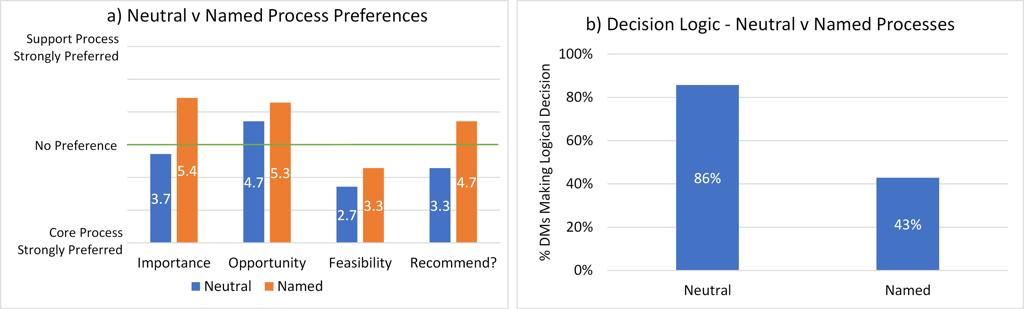 a) Neutral v Named Process Preferences
Support Process
Strongly Preferred
No Preference
Core Process
Strongly Preferred
3.7
5.4
4.7
5.3
2.7
3.3
3.3
4.7
Importance
Opportunity
Feasibility
Recommend?
Neutral
Named
b) Decision Logic - Neutral v Named Processes
% DMs Making Logical Decision
100%
80%
60%
40%
20%
0%
86%
43%
Neutral
Named